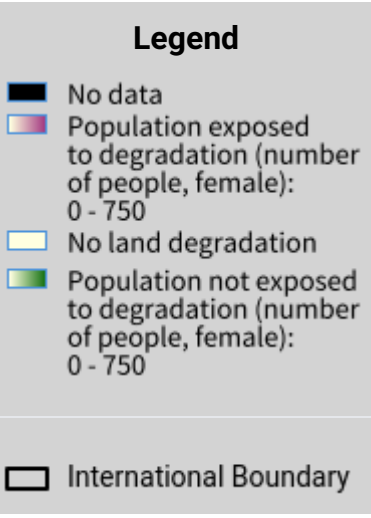 Legend
No data
Population exposed
to degradation (number
of people, female):
0 - 750
No land degradation
Population not exposed
to degradation (number
of people, female):
0 - 750
International Boundary